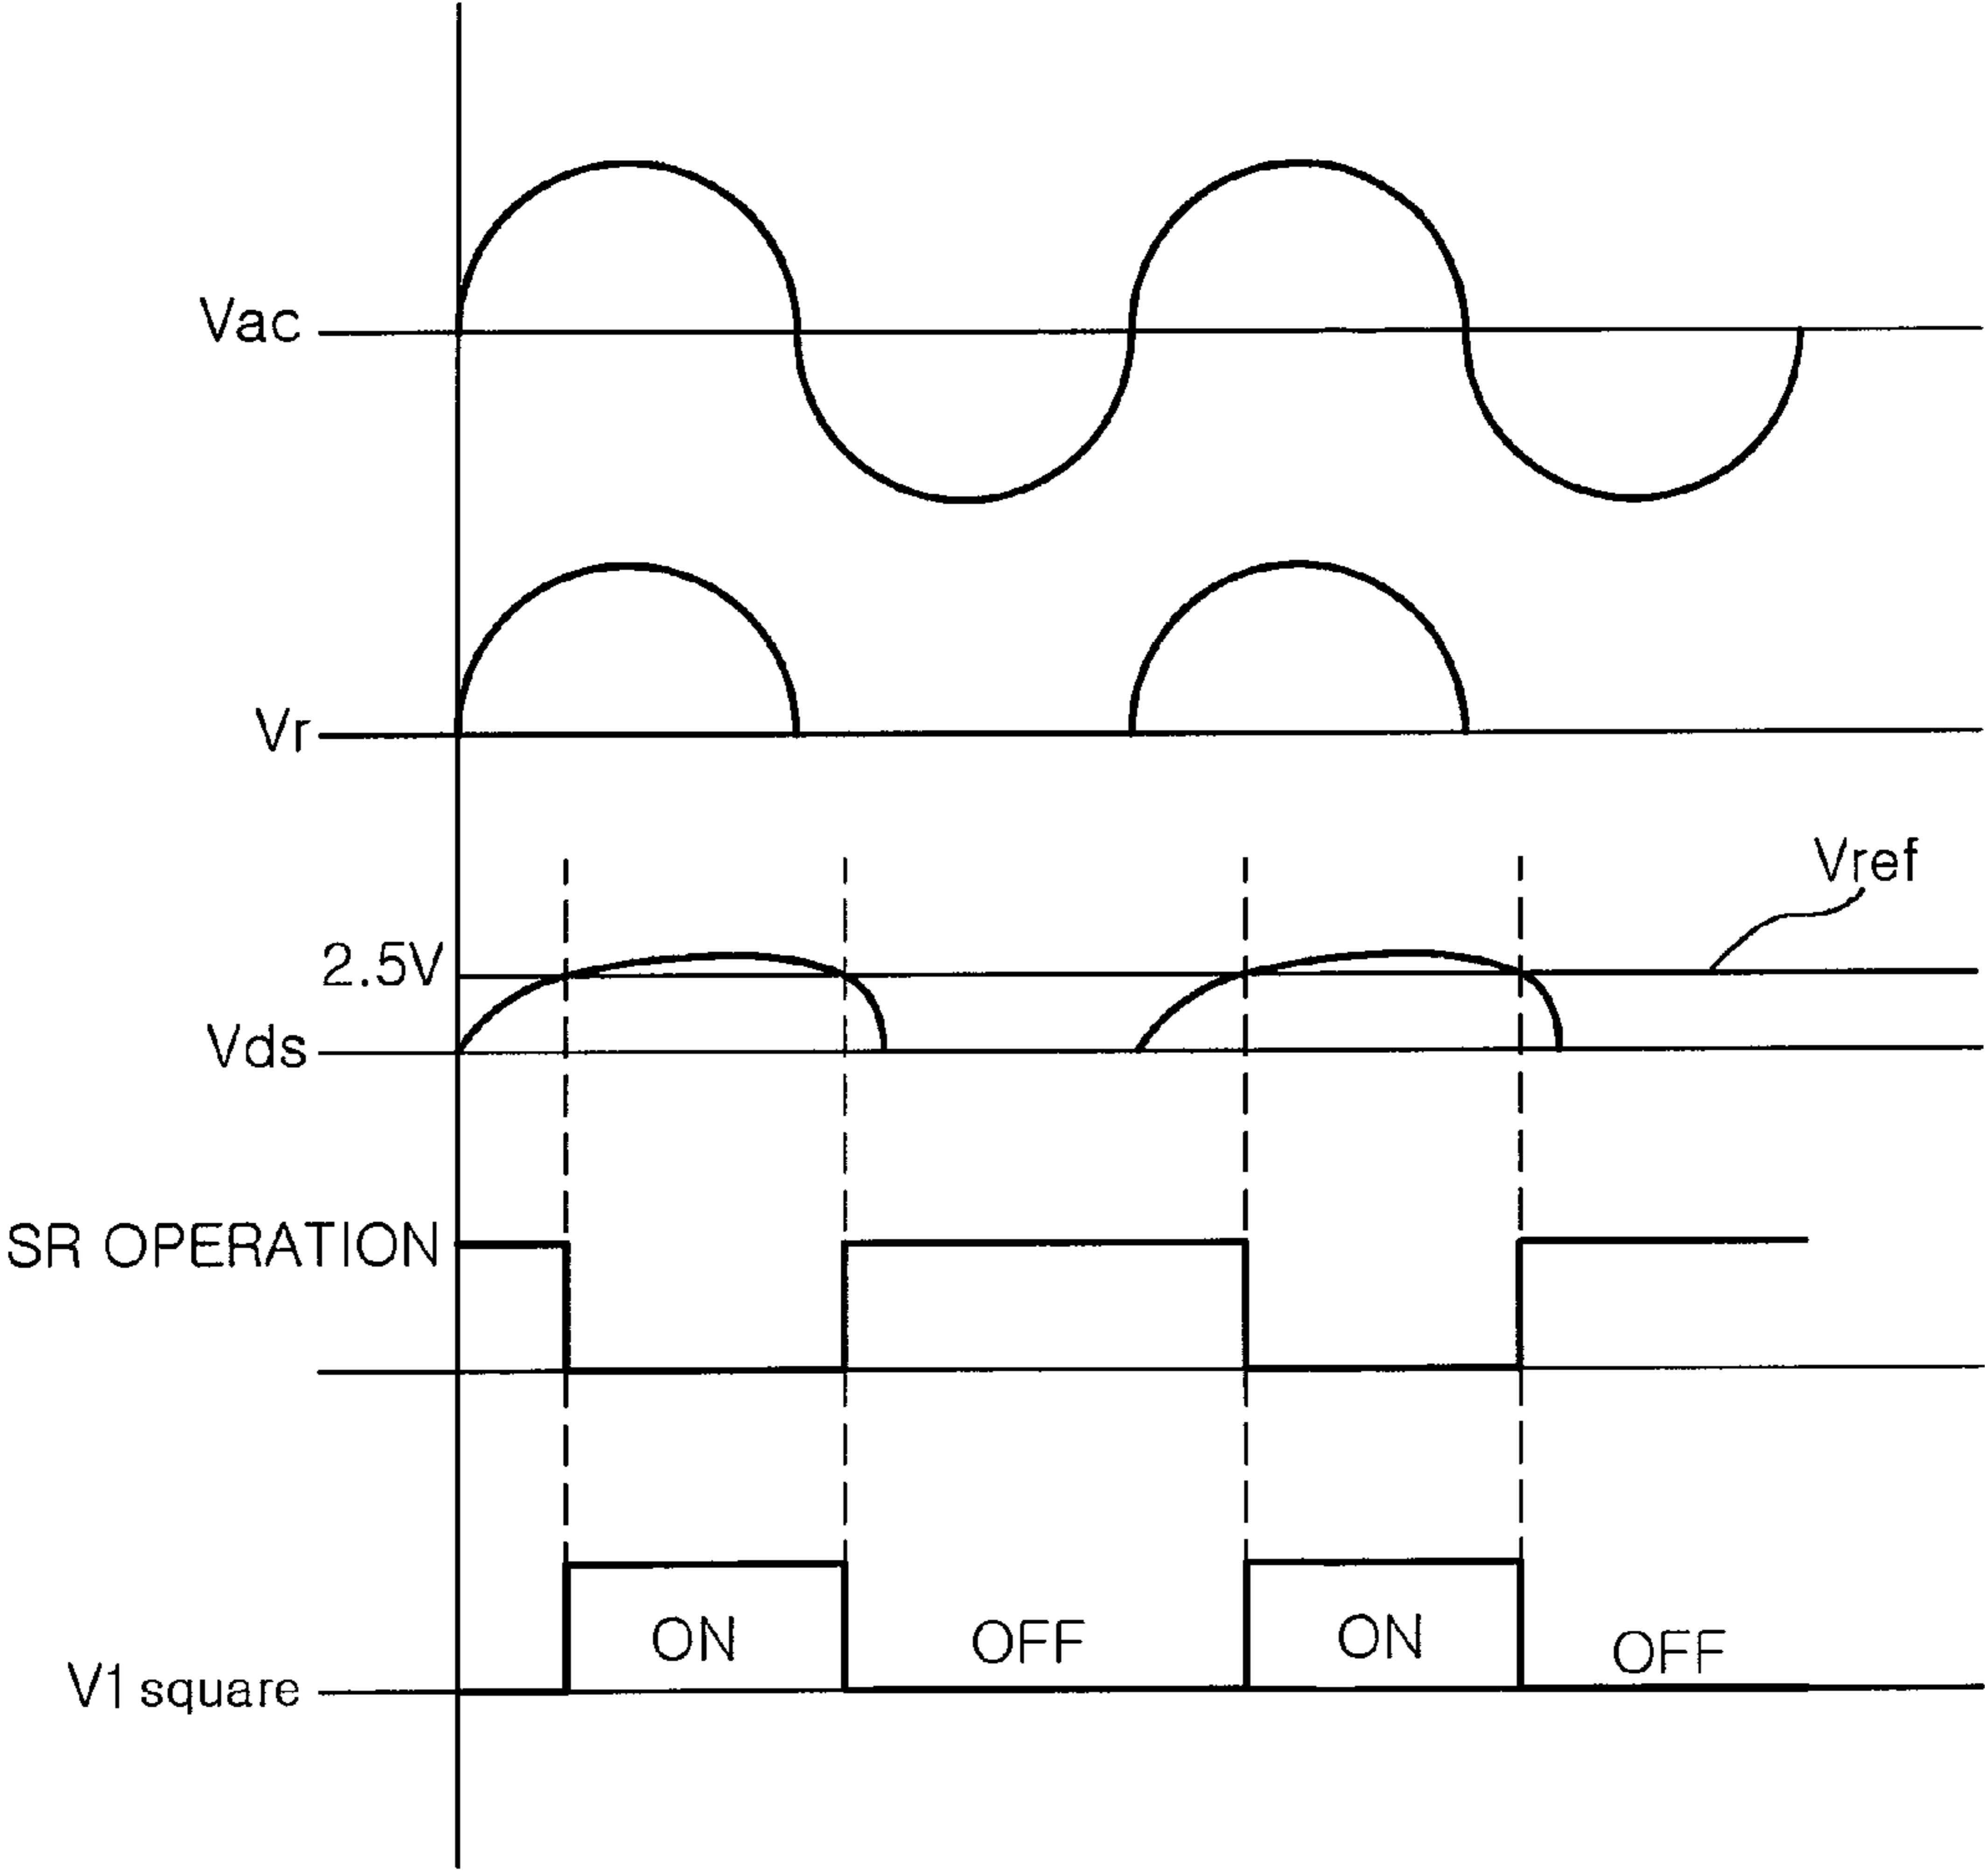 Vac
Vr
Vref
2.5V
Vds
SR OPERATION
ON OFF ON OFF
V1 square